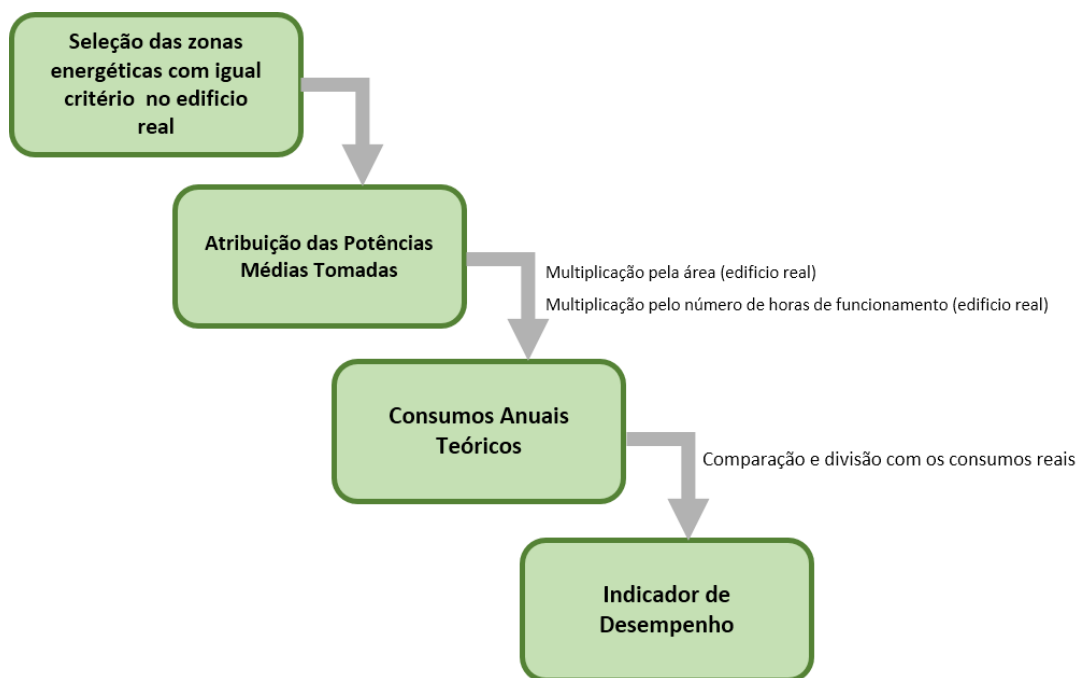 Seleção das zonas
energéticas com igual
critério no edificio
real
Atribuição das Potências
Médias Tomadas
Multiplicação pela área (edificio real)
Multiplicação pelo número de horas de funcionamento (edificio real)
Consumos Anuais
Teóricos
Comparação e divisão com os consumos reais
Indicador de
Desempenho